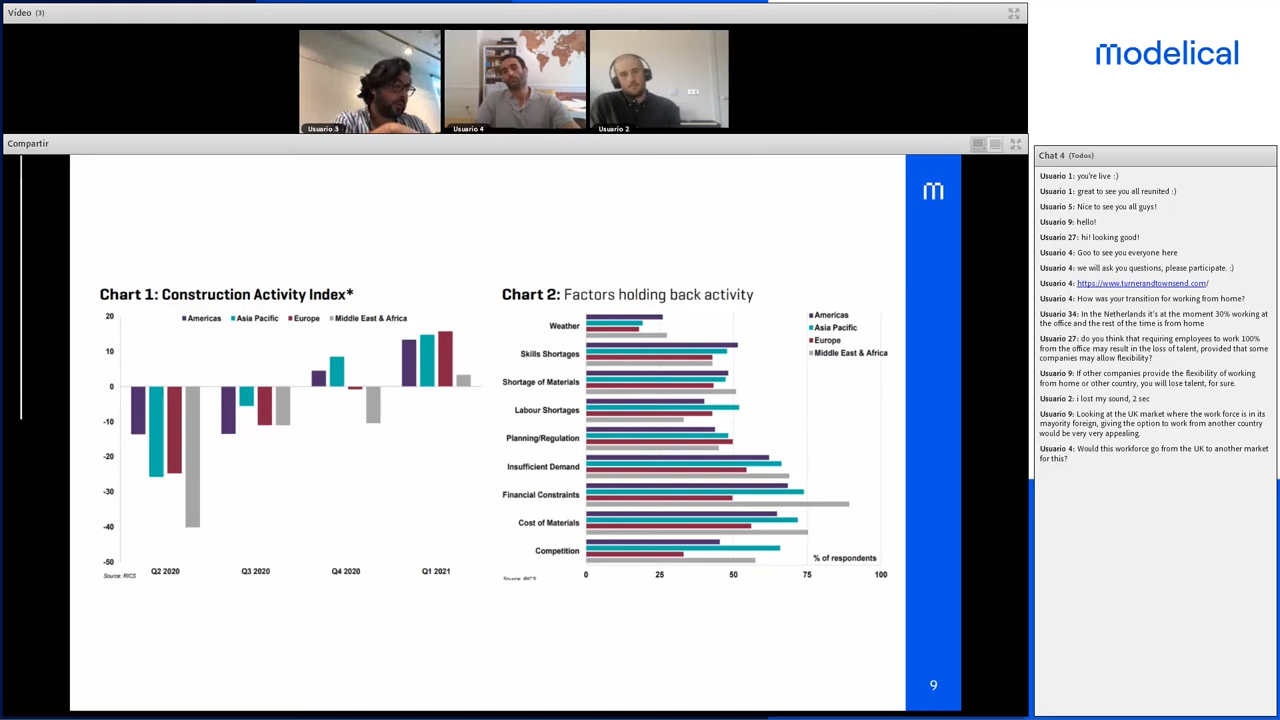 Vídeo (3)
Usuario 3
Usuario 4
Usuario 2
Compartir
modelical
m
Chart 1: Construction Activity Index*
Americas
Asia Pacific
Europe
Middle East & Africa
20
10
0
-10
-20
-30
-40
-50
Q2 2020
Q3 2020
Q4 2020
Q1 2021
Source: RICS
Chart 2: Factors holding back activity
Americas
Asia Pacific
Europe
Middle East & Africa
Weather
Skills Shortages
Shortage of Materials
Labour Shortages
Planning/Regulation
Insufficient Demand
Financial Constraints
Cost of Materials
Competition
% of respondents
Source: RICS
0
25
50
75
100
9
Chat 4 (Todos)
Usuario 1: you're live :)
Usuario 1: great to see you all reunited :)
Usuario 5: Nice to see you all guys!
Usuario 9: hello!
Usuario 27: hi! looking good!
Usuario 4: Goo to see you everyone here
Usuario 4: we will ask you questions, please participate. :)
Usuario 4: https://www.turnerandtownsend.com/
Usuario 4: How was your transition for working from home?
Usuario 34: In the Netherlands it's at the moment 30% working at
the office and the rest of the time is from home
Usuario 27: do you think that requiring employees to work 100%
from the office may result in the loss of talent, provided that some
companies may allow flexibility?
Usuario 9: If other companies provide the flexibility of working
from home or other country, you will lose talent, for sure.
Usuario 2: i lost my sound, 2 sec
Usuario 9: Looking at the UK market where the work force is in its
majority foreign, giving the option to work from another country
would be very very appealing.
Usuario 4: Would this workforce go from the UK to another market
for this?